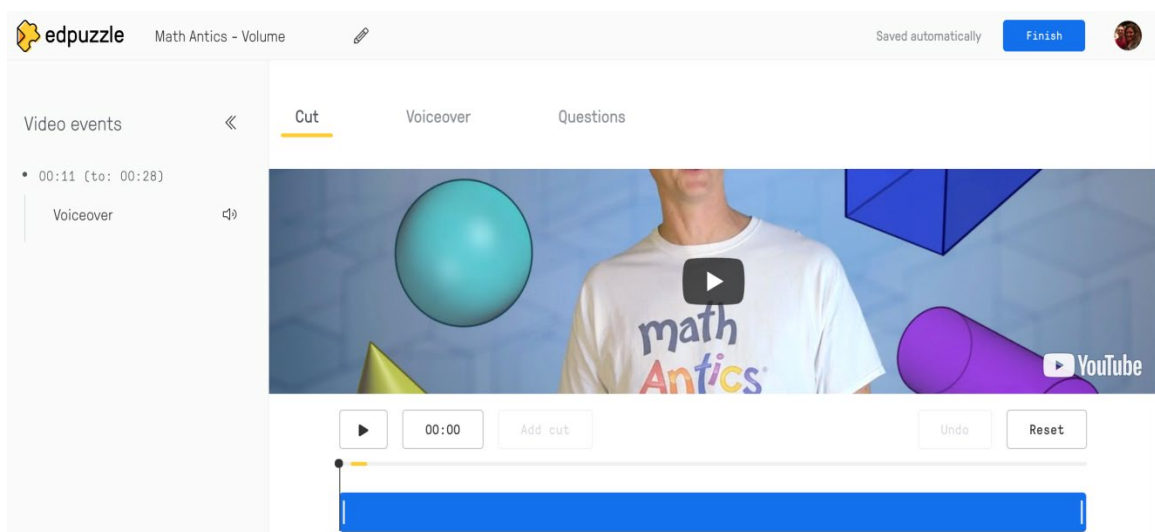 edpuzzle Math Antics - Volume Saved automatically Finish
Video events
Cut Voiceover Questions
00:11 (to: 00:28)
Voiceover
math
Antics
YouTube
00:00 Add cut Undo Reset